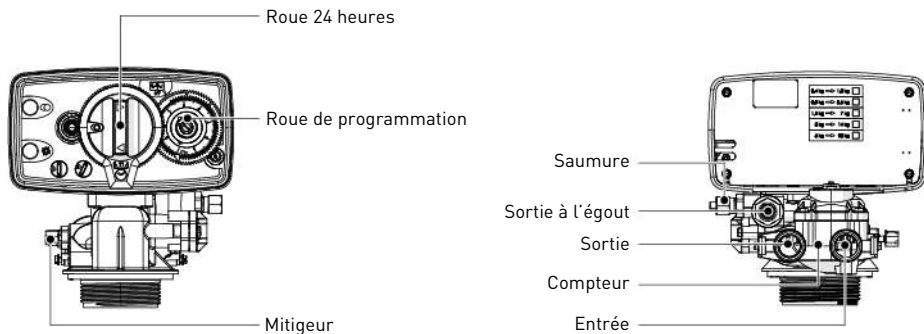 Roue 24 heures
Roue de programmation
Mitigeur
Saumure
Sortie à l'égout
Sortie
Compteur
Entrée